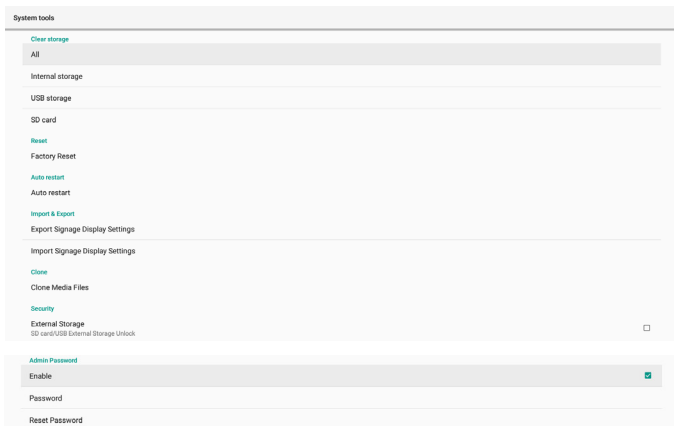 System tools
Clear storage
All
Internal storage
USB storage
SD card
Reset
Factory Reset
Auto restart
Auto restart
Import & Export
Export Signage Display Settings
Import Signage Display Settings
Clone
Clone Media Files
Security
External Storage
SD card/USB External Storage Unlock
Admin Password
Enable
Password
Reset Password